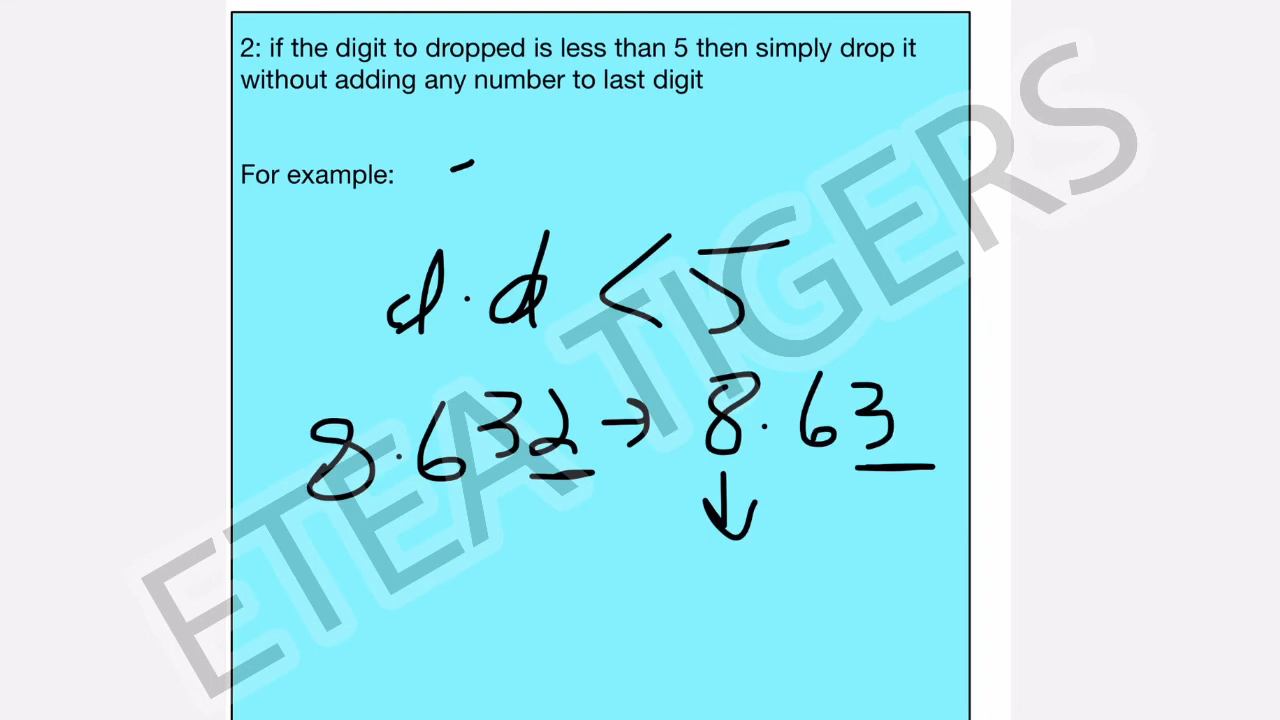 2: if the digit to dropped is less than 5 then simply drop it
without adding any number to last digit
For example:
d.d < 5
8.632 → 8.63
ETEA TIGERS